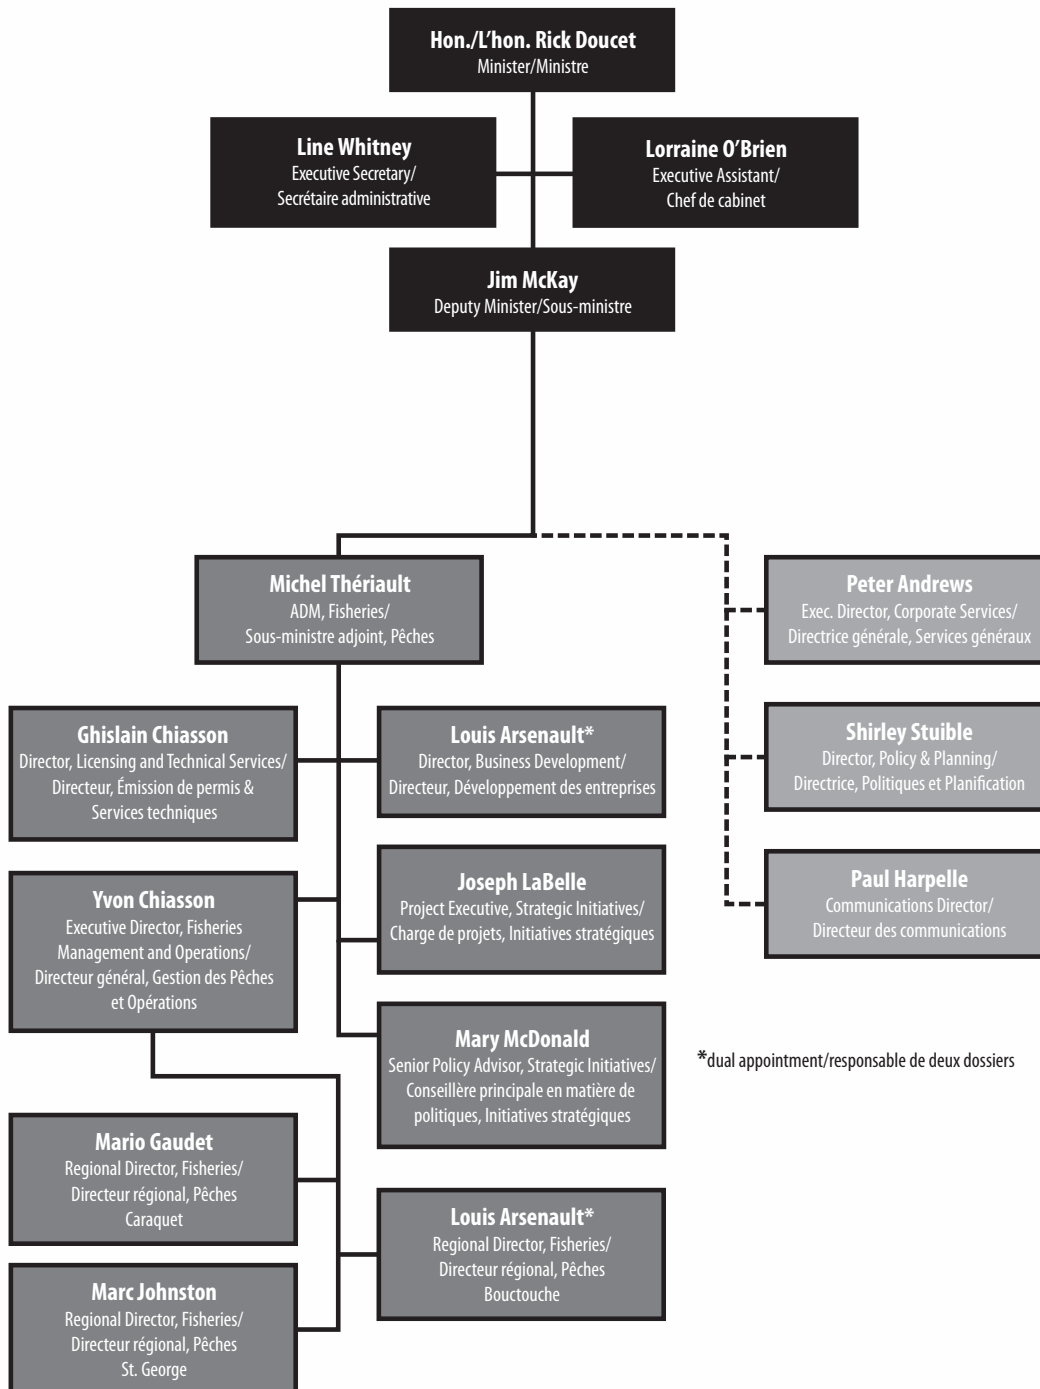 Hon./L'hon. Rick Doucet
Minister/Ministre
Line Whitney
Executive Secretary/
Secrétaire administrative
Lorraine O'Brien
Executive Assistant/
Chef de cabinet
Jim McKay
Deputy Minister/Sous-ministre
Michel Thériault
ADM, Fisheries/
Sous-ministre adjoint, Pêches
Peter Andrews
Exec. Director, Corporate Services/
Directrice générale, Services généraux
Ghislain Chiasson
Director, Licensing and Technical Services/
Directeur, Émission de permis &
Services techniques
Louis Arsenault*
Director, Business Development/
Directeur, Développement des entreprises
Shirley Stuible
Director, Policy & Planning/
Directrice, Politiques et Planification
Yvon Chiasson
Executive Director, Fisheries
Management and Operations/
Directeur général, Gestion des Pêches
et Opérations
Joseph LaBelle
Project Executive, Strategic Initiatives/
Charge de projets, Initiatives stratégiques
Paul Harpelle
Communications Director/
Directeur des communications
Mary McDonald
Senior Policy Advisor, Strategic Initiatives/
Conseillère principale en matière de
politiques, Initiatives stratégiques
*dual appointment/responsable de deux dossiers
Mario Gaudet
Regional Director, Fisheries/
Directeur régional, Pêches
Caraquet
Louis Arsenault*
Regional Director, Fisheries/
Directeur régional, Pêches
Bouctouche
Marc Johnston
Regional Director, Fisheries/
Directeur régional, Pêches
St. George